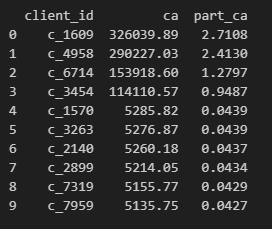 client_id ca part_ca
0 c_1609 326039.89 2.7108
1 c_4958 290227.03 2.4130
2 c_6714 153918.60 1.2797
3 c_3454 114110.57 0.9487
4 c_1570 5285.82 0.0439
5 c_3263 5276.87 0.0439
6 c_2140 5260.18 0.0437
7 c_2899 5214.05 0.0434
8 c_7319 5155.77 0.0429
9 c_7959 5135.75 0.0427